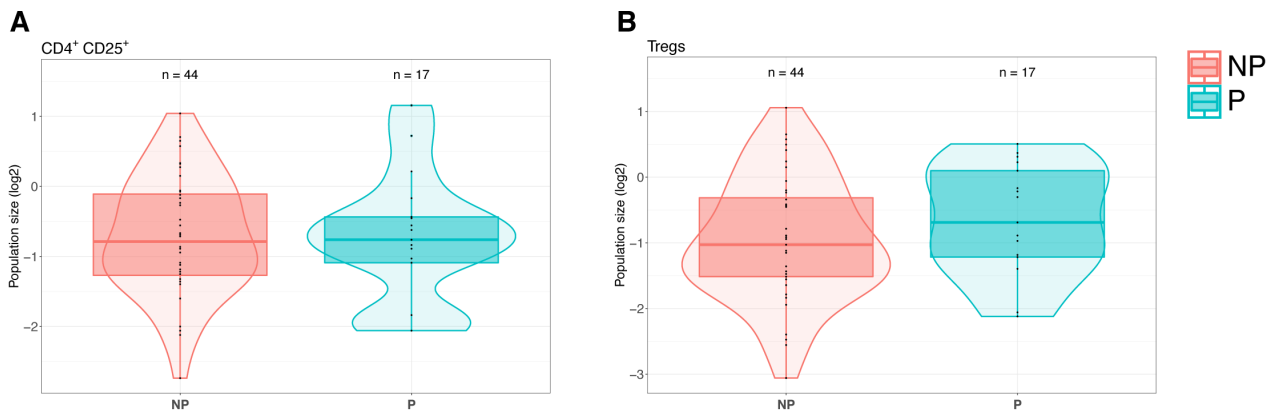 A
CD4+ CD25+
n = 44
n = 17
Population size (log2)
1
0
−1
−2
NP
P
B
Tregs
n = 44
n = 17
Population size (log2)
1
0
−1
−2
−3
NP
P
NP
P